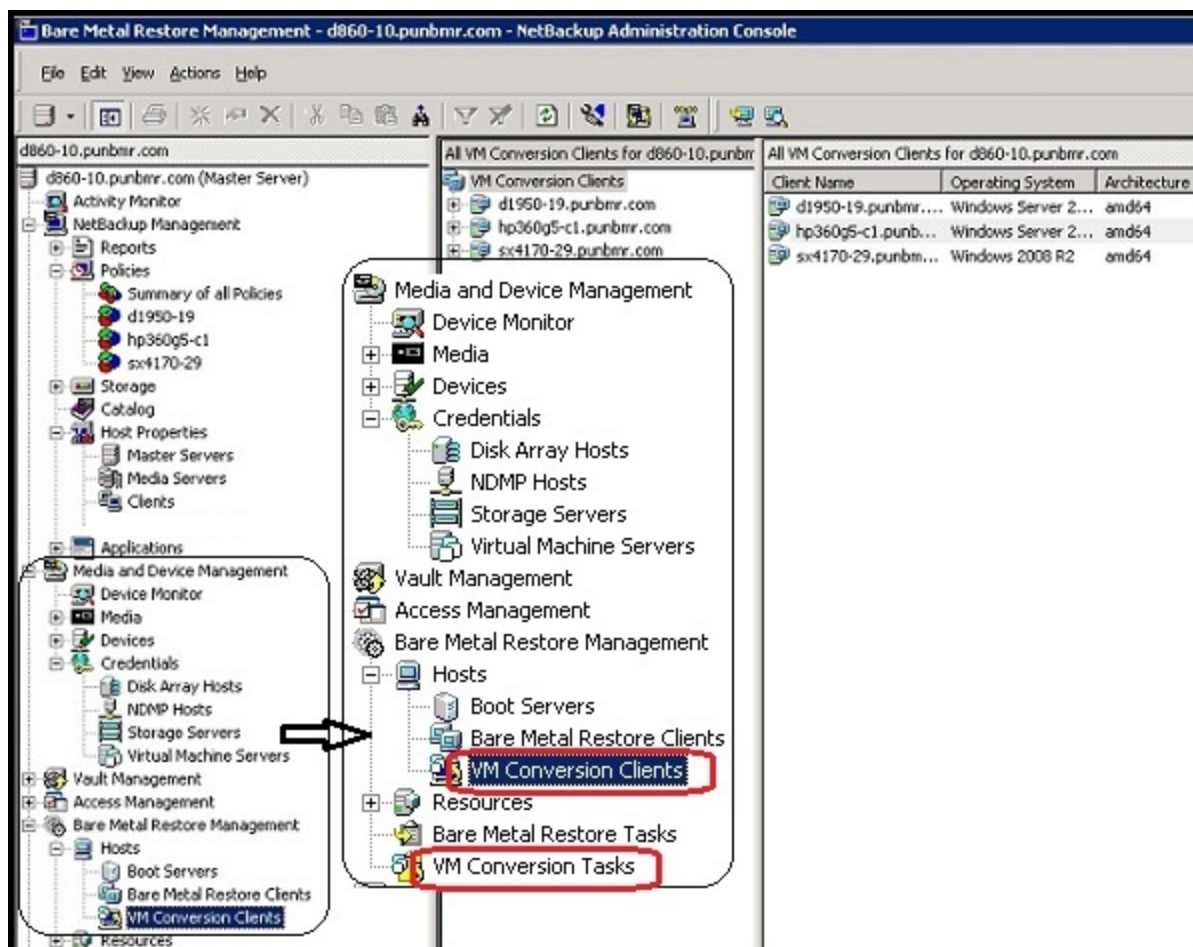 Bare Metal Restore Management - d860-10.punbmr.com - NetBackup Administration Console
File Edit View Actions Help
d860-10.punbmr.com
d860-10.punbmr.com (Master Server)
Activity Monitor
NetBackup Management
Reports
Policies
Summary of all Policies
d1950-19
hp360g5-c1
sx4170-29
Storage
Catalog
Host Properties
Master Servers
Media Servers
Clients
Applications
Media and Device Management
Device Monitor
Media
Devices
Credentials
Disk Array Hosts
NDMP Hosts
Storage Servers
Virtual Machine Servers
Vault Management
Access Management
Bare Metal Restore Management
Hosts
Boot Servers
Bare Metal Restore Clients
VM Conversion Clients
Resources
All VM Conversion Clients for d860-10.punbmr
VM Conversion Clients
d1950-19.punbmr.com
hp360g5-c1.punbmr.com
sx4170-29.punbmr.com
Media and Device Management
Device Monitor
Media
Devices
Credentials
Disk Array Hosts
NDMP Hosts
Storage Servers
Virtual Machine Servers
Vault Management
Access Management
Bare Metal Restore Management
Hosts
Boot Servers
Bare Metal Restore Clients
VM Conversion Clients
Resources
Bare Metal Restore Tasks
VM Conversion Tasks
All VM Conversion Clients for d860-10.punbmr.com
Client Name Operating System Architecture
d1950-19.punbmr.... Windows Server 2... amd64
hp360g5-c1.punb... Windows Server 2... amd64
sx4170-29.punbm... Windows 2008 R2 amd64